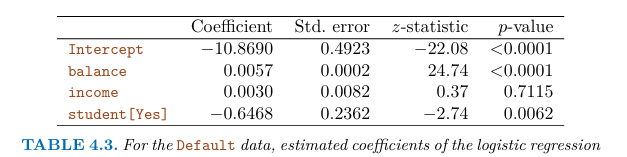 Coefficient Std. error z-statistic p-value
Intercept −10.8690 0.4923 −22.08 <0.0001
balance 0.0057 0.0002 24.74 <0.0001
income 0.0030 0.0082 0.37 0.7115
student[Yes] −0.6468 0.2362 −2.74 0.0062
TABLE 4.3. For the Default data, estimated coefficients of the logistic regression